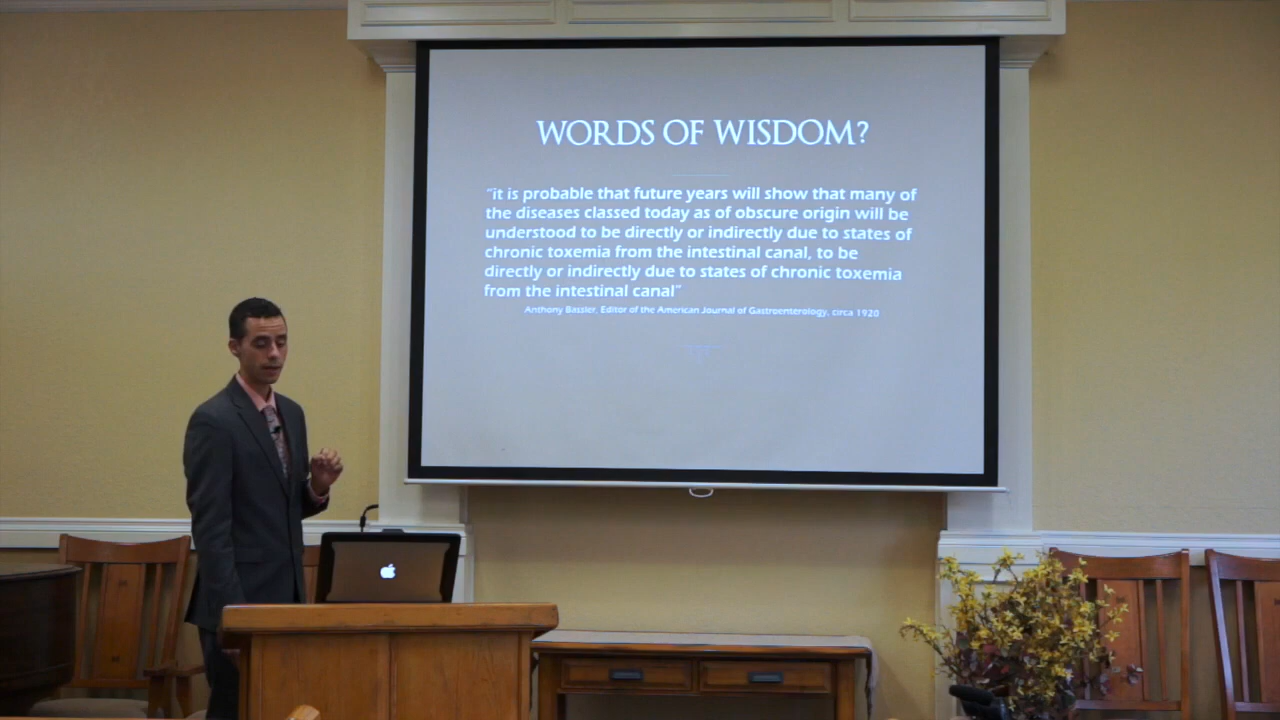 WORDS OF WISDOM?
"it is probable that future years will show that many of
the diseases classed today as of obscure origin will be
understood to be directly or indirectly due to states of
chronic toxemia from the intestinal canal, to be
directly or indirectly due to states of chronic toxemia
from the intestinal canal"
Anthony Bassler, Editor of the American Journal of Gastroenterology, circa 1920